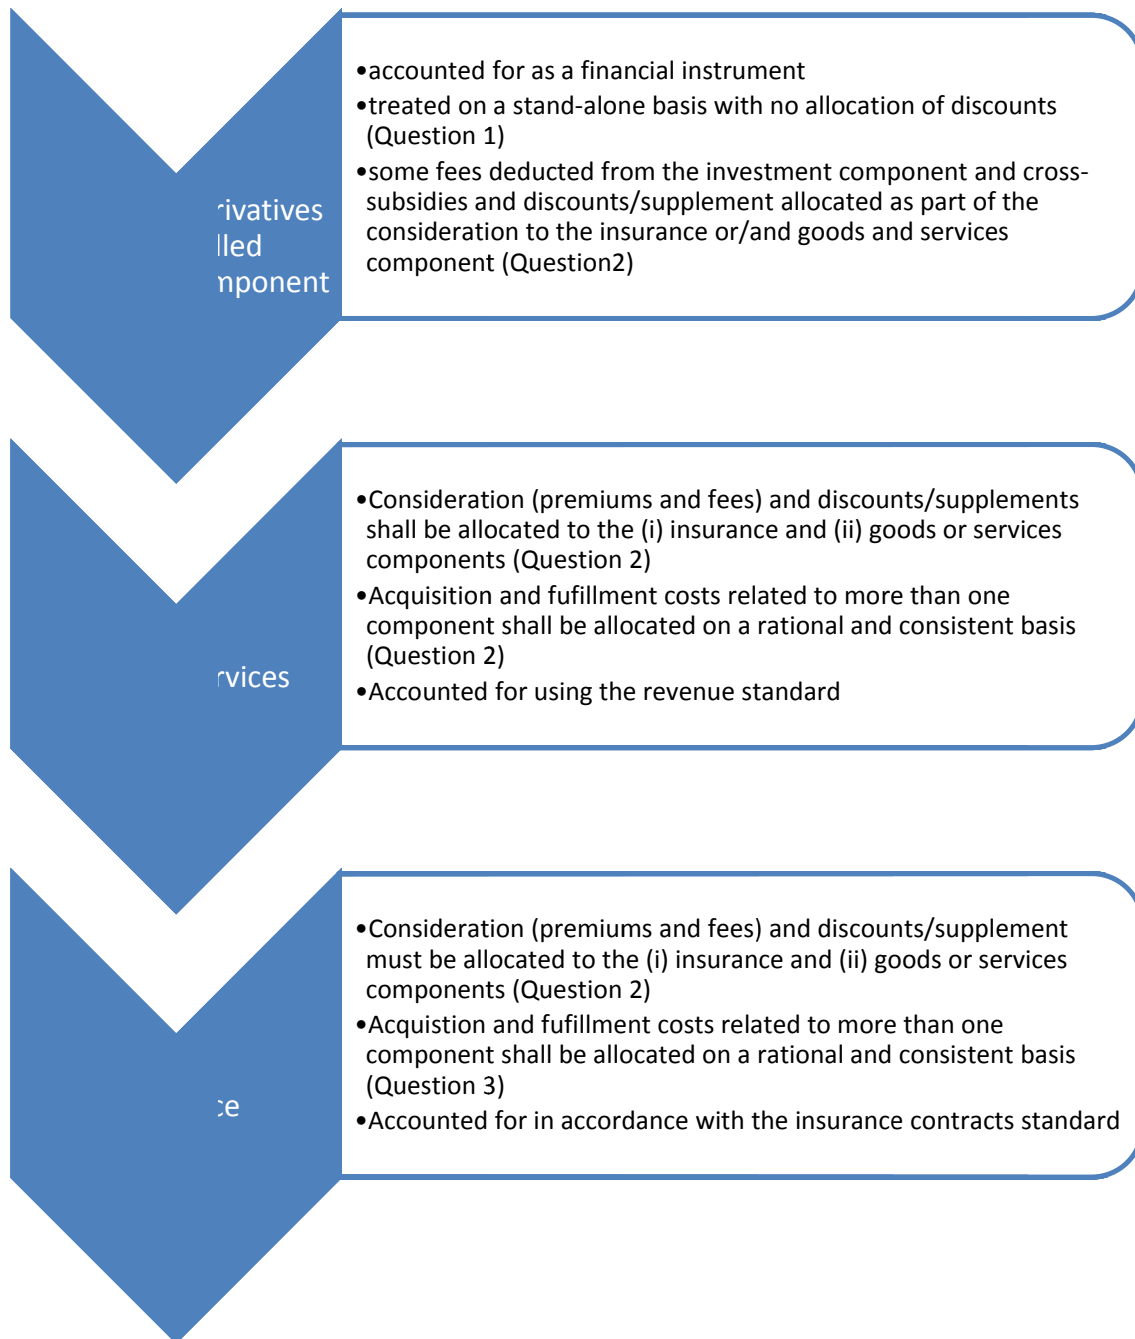 rivatives
lled
mponent
•accounted for as a financial instrument
•treated on a stand-alone basis with no allocation of discounts
(Question 1)
•some fees deducted from the investment component and cross-
subsidies and discounts/supplement allocated as part of the
consideration to the insurance or/and goods and services
component (Question2)
rvices
•Consideration (premiums and fees) and discounts/supplements
shall be allocated to the (i) insurance and (ii) goods or services
components (Question 2)
•Acquisition and fufillment costs related to more than one
component shall be allocated on a rational and consistent basis
(Question 2)
•Accounted for using the revenue standard
ce
•Consideration (premiums and fees) and discounts/supplement
must be allocated to the (i) insurance and (ii) goods or services
components (Question 2)
•Acquistion and fufillment costs related to more than one
component shall be allocated on a rational and consistent basis
(Question 3)
•Accounted for in accordance with the insurance contracts standard